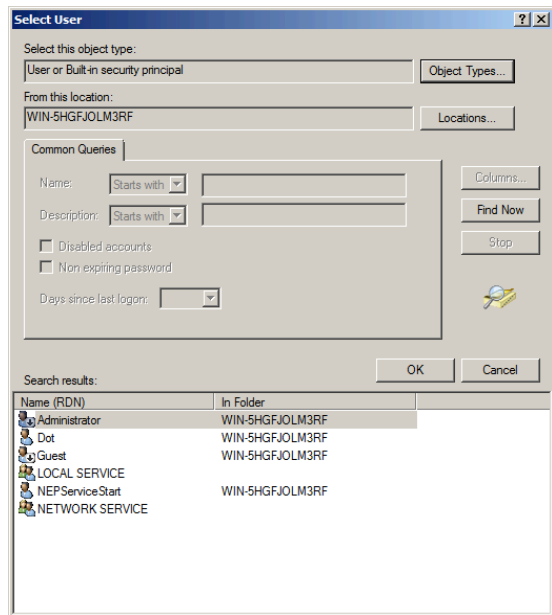 Select User
Select this object type:
User or Built-in security principal
Object Types...
From this location:
WIN-5HGFJOLM3RF
Locations...
Common Queries
Name: Starts with
Columns...
Description: Starts with
Find Now
Disabled accounts
Stop
Non expiring password
Days since last logon:
OK Cancel
Search results:
Name (RDN) In Folder
Administrator WIN-5HGFJOLM3RF
Dot WIN-5HGFJOLM3RF
Guest WIN-5HGFJOLM3RF
LOCAL SERVICE
NEPServiceStart WIN-5HGFJOLM3RF
NETWORK SERVICE